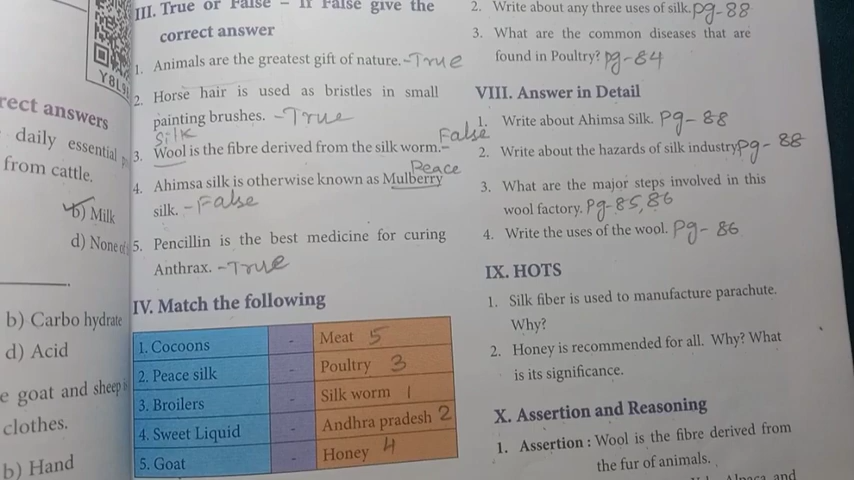 Y8L9
rect answers
daily essential
from cattle.
b) Milk
d) None of
b) Carbo hydrate
d) Acid
e goat and sheep is
clothes.
b) Hand
III. True or False – If False give the
correct answer
1. Animals are the greatest gift of nature. -True
2. Horse hair is used as bristles in small
painting brushes. -True
Silk False
3. Wool is the fibre derived from the silk worm.-
Peace
4. Ahimsa silk is otherwise known as Mulberry
silk. -False
5. Pencillin is the best medicine for curing
Anthrax. -True
IV. Match the following
1. Cocoons - Meat 5
2. Peace silk - Poultry 3
3. Broilers - Silk worm 1
4. Sweet Liquid - Andhra pradesh 2
5. Goat - Honey 4
2. Write about any three uses of silk. pg-88
3. What are the common diseases that are
found in Poultry? pg-84
VIII. Answer in Detail
1. Write about Ahimsa Silk. Pg-88
2. Write about the hazards of silk industry pg-88
3. What are the major steps involved in this
wool factory. Pg-85,86
4. Write the uses of the wool. Pg-86
IX. HOTS
1. Silk fiber is used to manufacture parachute.
Why?
2. Honey is recommended for all. Why? What
is its significance.
X. Assertion and Reasoning
1. Assertion : Wool is the fibre derived from
the fur of animals.
Alpaca and